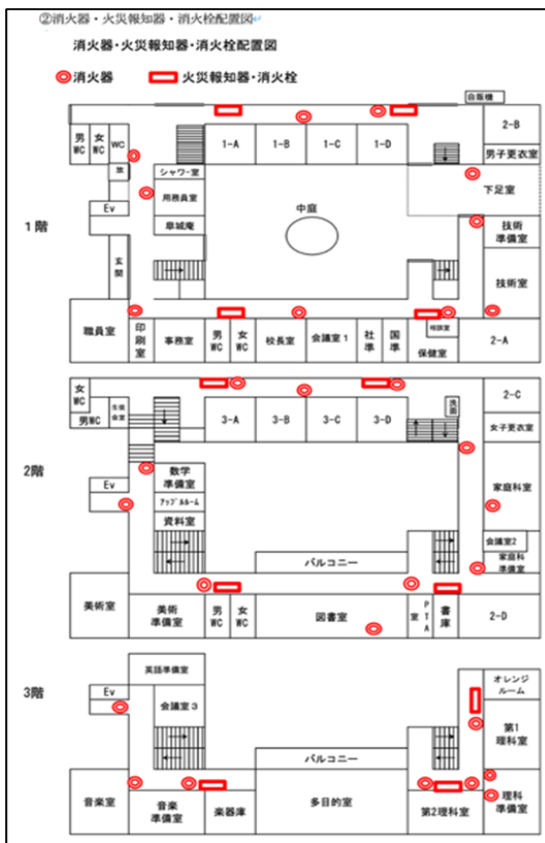 ②消火器・火災報知器・消火栓配置図
消火器・火災報知器・消火栓配置図
消火器 火災報知器・消火栓
自販機
男WC 女WC WC 1-A 1-B 1-C 1-D 2-B
男子更衣室
シャワー室
用務員室
下足室
Ev
中庭
1階
玄関
技術準備室
技術室
職員室 印刷室 事務室 男WC 女WC 校長室 会議室1 社準 国準 相談室 保健室 2-A
女WC 男WC 3-A 3-B 3-C 3-D 洗面 2-C
女子更衣室
2階
数学準備室
アップルルーム
資料室
Ev
家庭科室
会議室2
家庭科準備室
バルコニー
美術室 美術準備室 男WC 女WC 図書室 PTA室 書庫 2-D
3階
英語準備室
Ev
会議室3
オレンジルーム
第1理科室
バルコニー
音楽室 音楽準備室 楽器庫 多目的室 第2理科室 理科準備室